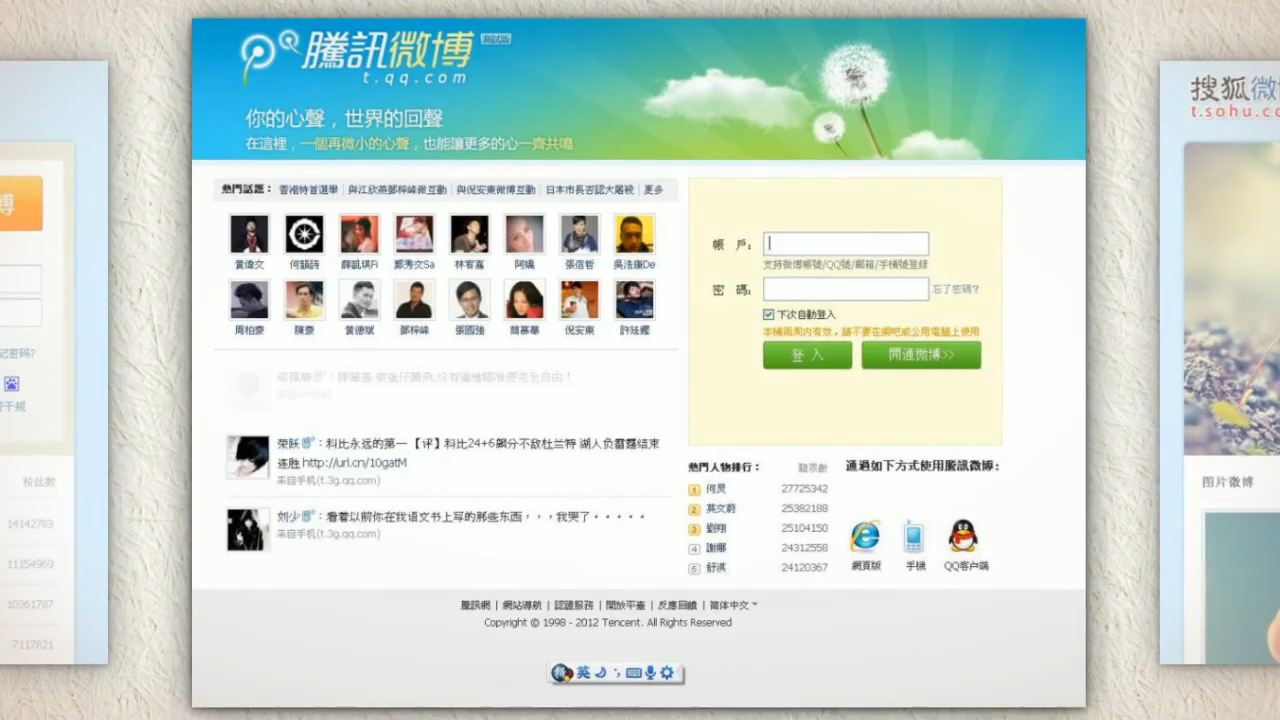 騰訊微博 測試版
t.qq.com
你的心聲，世界的回聲
在這裡，一個再微小的心聲，也能讓更多的心一齊共鳴
熱門話題： 香港特首選舉 | 與江欣燕鄭梓峰微互動 | 與倪安東微博互動 | 日本市長否認大屠殺 | 更多
黃偉文 何韻詩 薛凱琪Fi 鄭秀文Sa 林宥嘉 阿嬌 張信哲 吳浩康De
周柏豪 陳豪 黃德斌 鄭梓峰 張國強 簡慕華 倪安東 許廷鏗
荣跃：科比永远的第一 【评】科比24+6飙分不敌杜兰特 湖人负雷霆结束
连胜 http://url.cn/10gatM
来自手机(t.3g.qq.com)
刘少：看着以前你在我语文书上写的那些东西，，，我哭了。。。。。
来自手机(t.3g.qq.com)
帳 戶：
支持微博帳號/QQ號/郵箱/手機號登錄
密 碼： 忘了密碼？
下次自動登入
本機兩周內有效，請不要在網吧或公用電腦上使用
登 入 開通微博>>
熱門人物排行： 聽眾數
1 何炅 27725342
2 莫文蔚 25382188
3 劉翔 25104150
4 謝娜 24312558
5 舒淇 24120367
通過如下方式使用騰訊微博：
網頁版 手機 QQ客户端
騰訊網 | 網站導航 | 認證服務 | 開放平臺 | 反應回饋 | 简体中文
Copyright © 1998 - 2012 Tencent. All Rights Reserved
英
博
记密码?
千规
粉丝数
14142783
11154969
10361787
7117821
搜狐微
t.sohu.co
图片微博